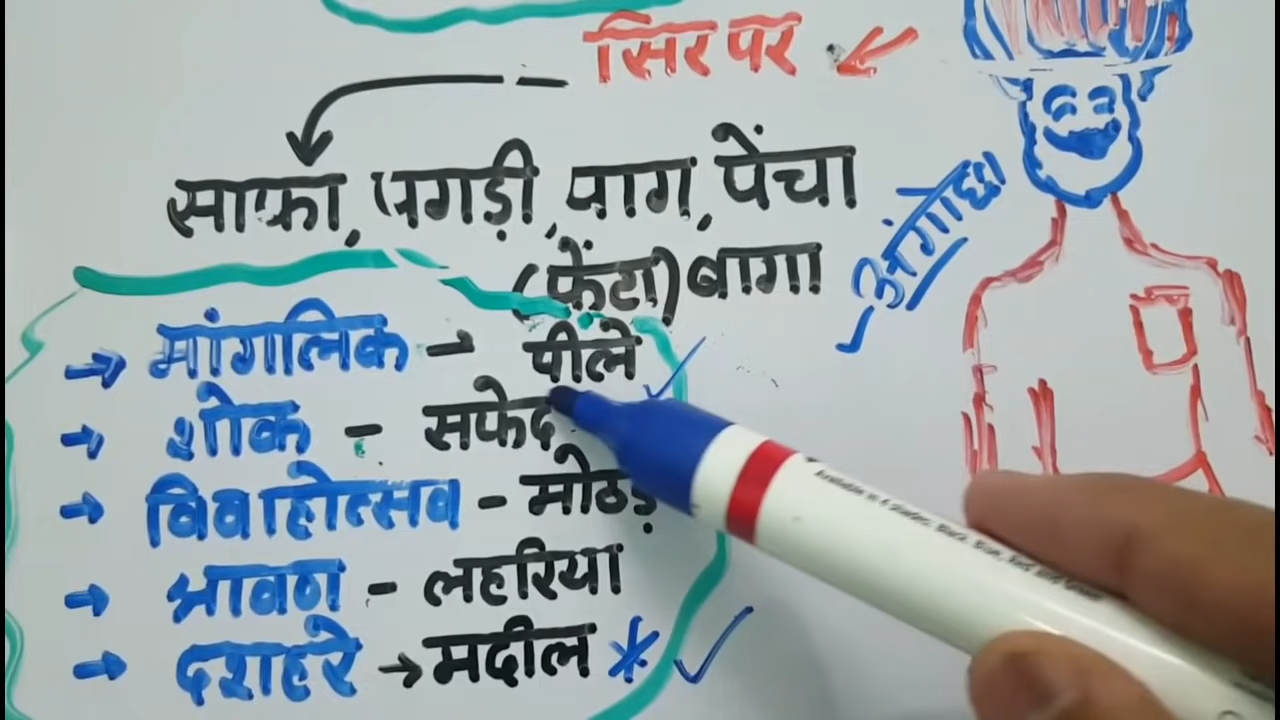 सिर पर
साफा, पगड़ी, पाग, पेंचा
(फेंटा) बागा
अंगोछा
→ मांगलिक → पीले ✓
→ शोक - सफेद
→ विवाहोत्सव - मोठड़े
→ श्रावण - लहरिया
→ दशहरे → मदील * ✓